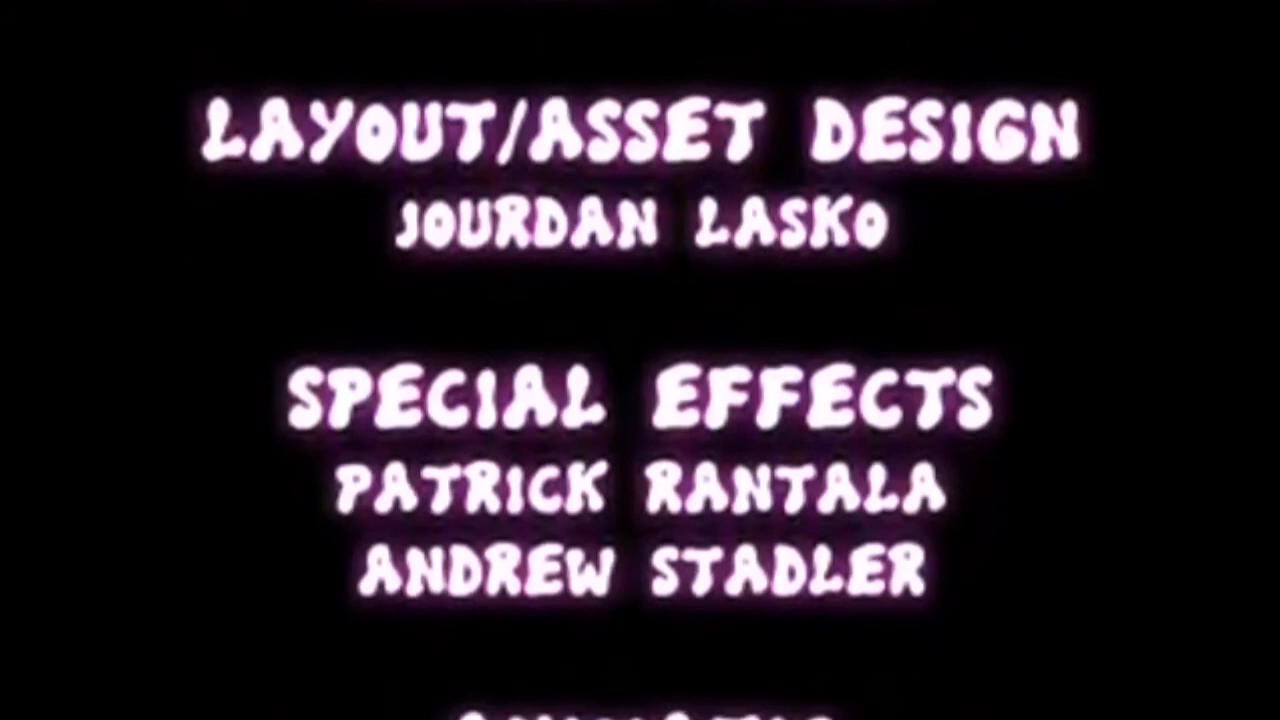 LAYOUT/ASSET DESIGN
JOURDAN LASKO
SPECIAL EFFECTS
PATRICK RANTALA
ANDREW STADLER